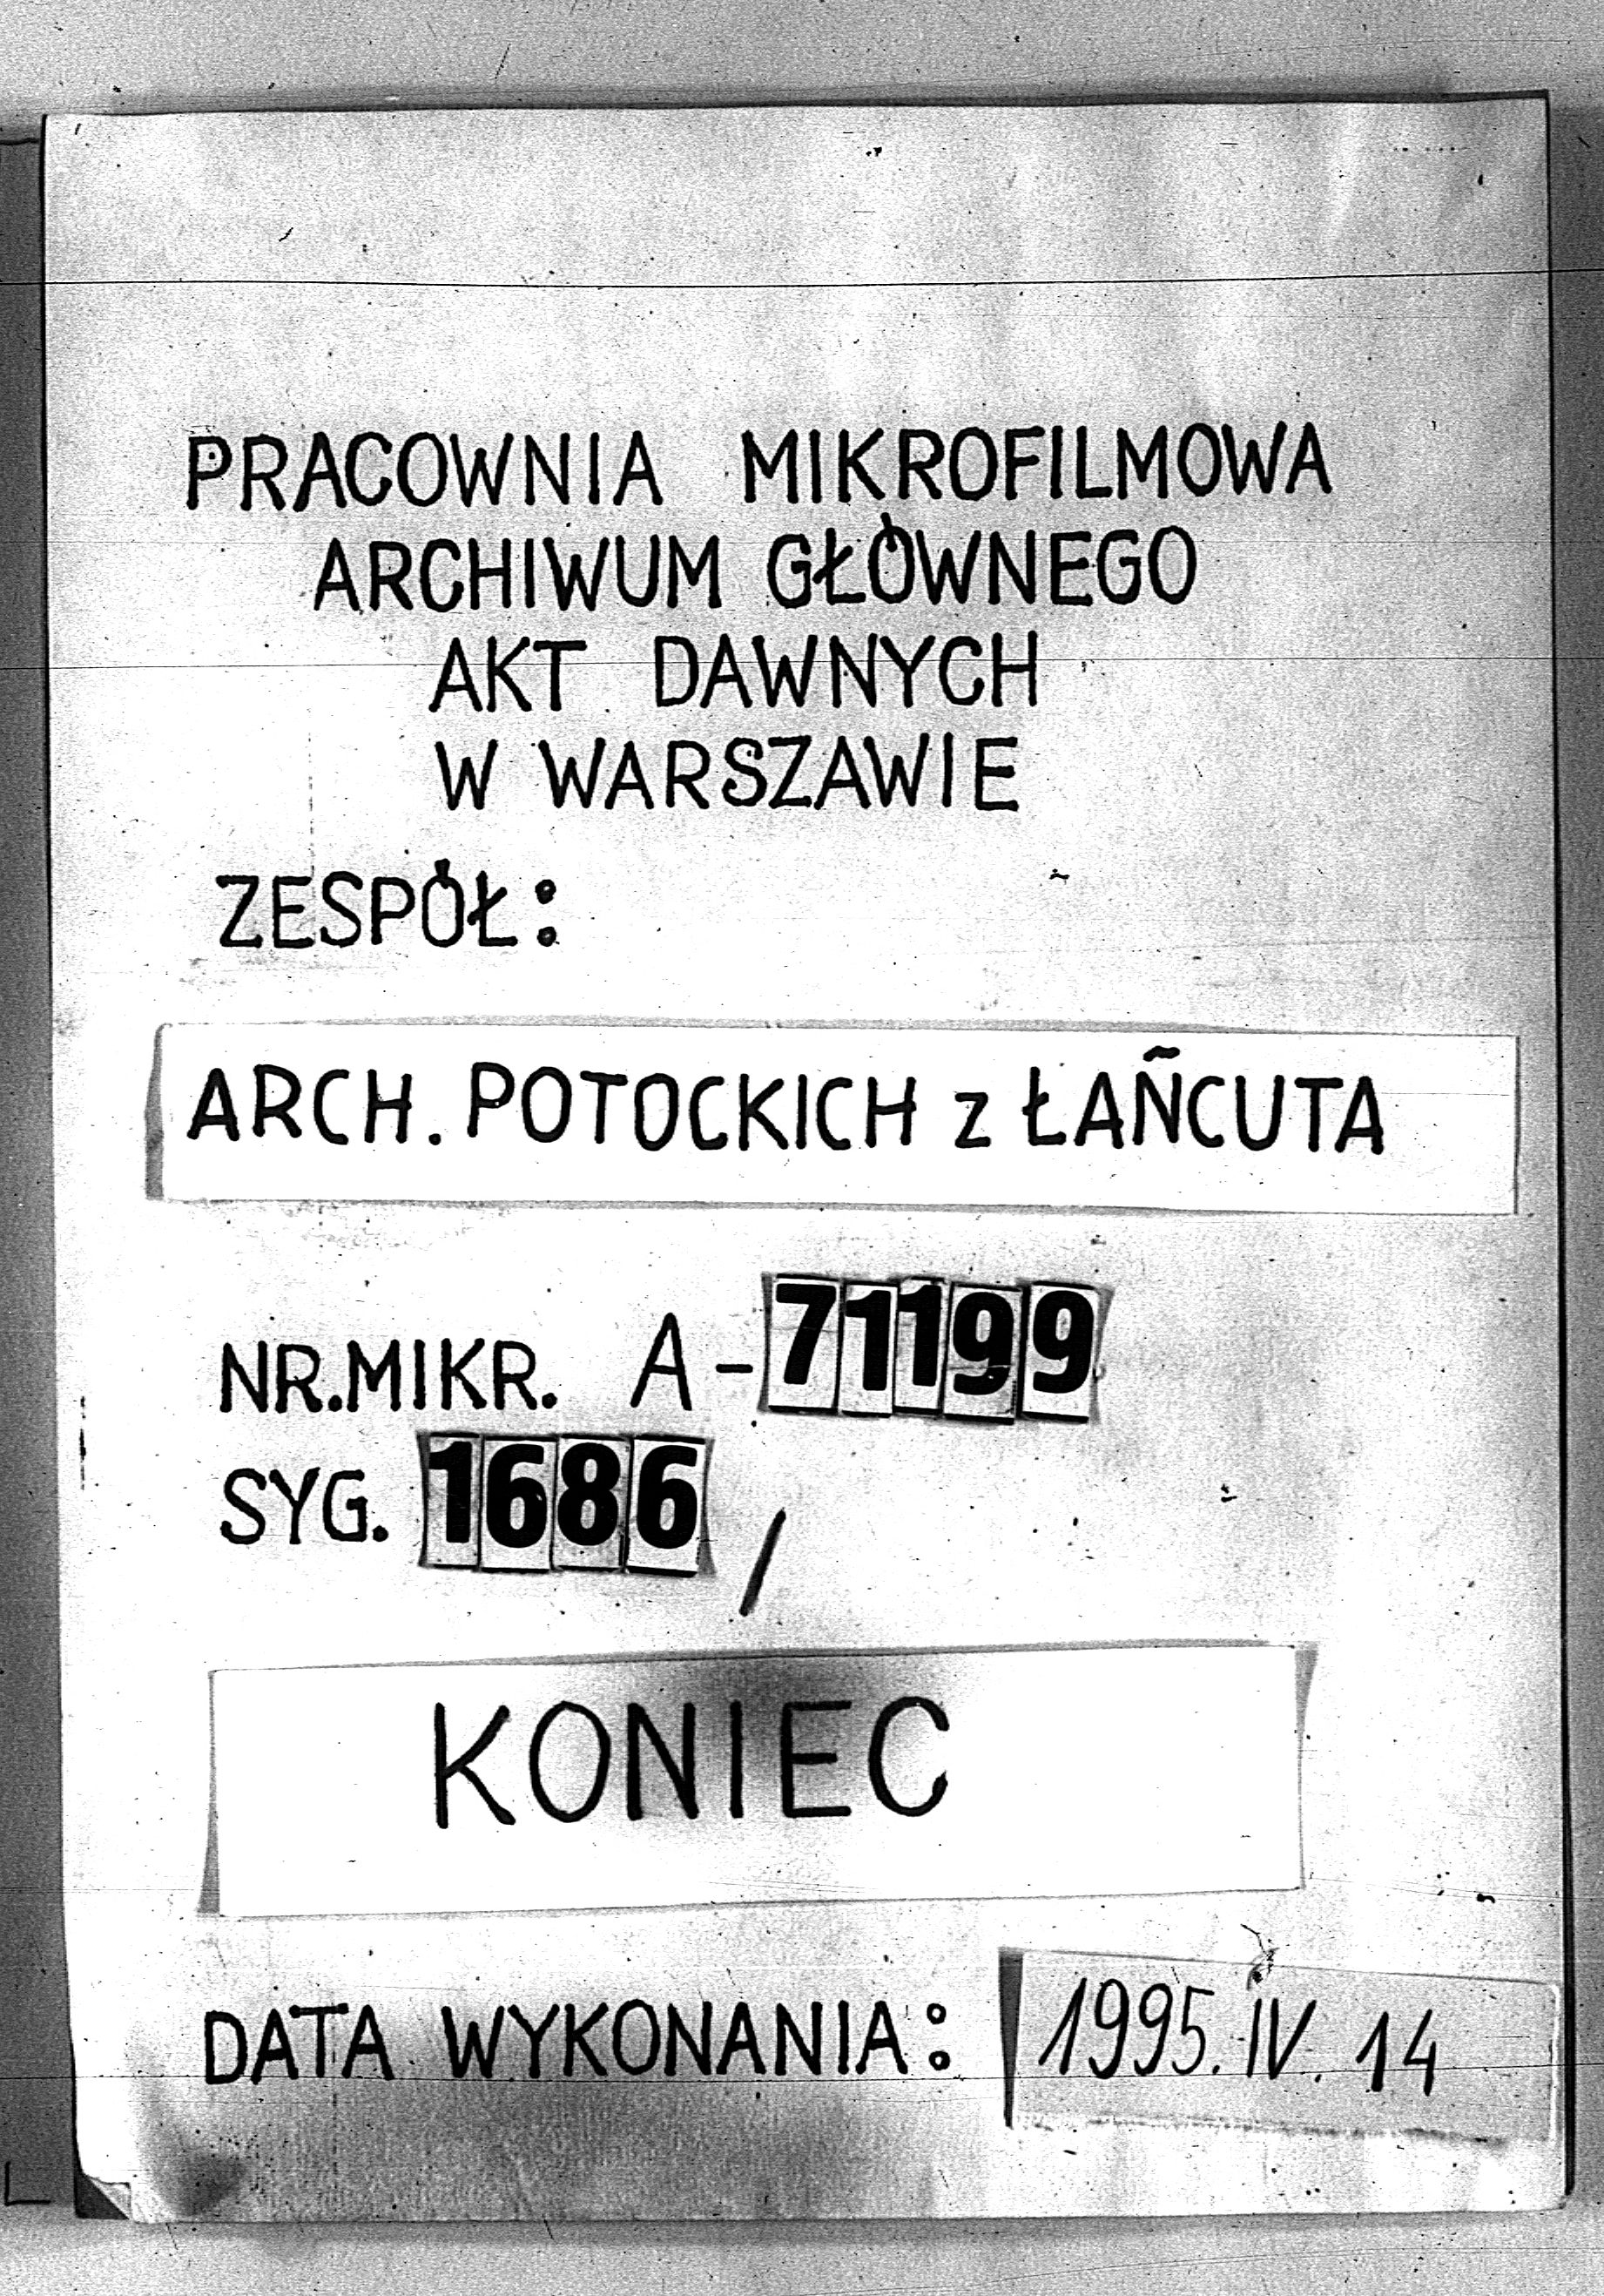 PRACOWNIA MIKROFILMOWA
ARCHIWUM GŁÓWNEGO
AKT DAWNYCH
W WARSZAWIE
ZESPÓŁ:
ARCH. POTOCKICH z ŁAŃCUTA
NR.MIKR. A-71199
SYG. 1686 /
KONIEC
DATA WYKONANIA: 1995.IV.14